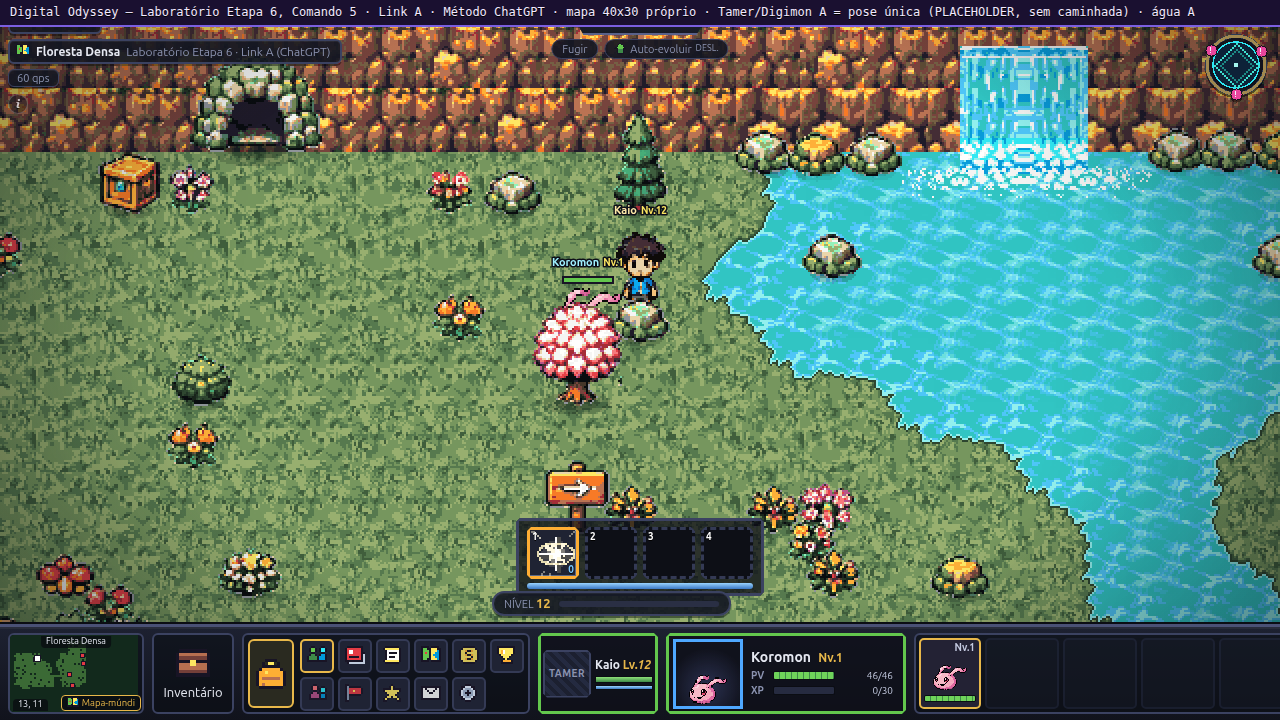 Digital Odyssey — Laboratório Etapa 6, Comando 5 · Link A · Método ChatGPT · mapa 40x30 próprio · Tamer/Digimon A = pose única (PLACEHOLDER, sem caminhada) · água A
Floresta Densa Laboratório Etapa 6 · Link A (ChatGPT)
Fugir
Auto-evoluir DESL.
60 qps
i
Kaio Nv.12
Koromon Nv.1
1 2 3 4
0
NÍVEL 12
Floresta Densa
13, 11
Mapa-múndi
Inventário
TAMER
Kaio Lv.12
Koromon Nv.1
PV 46/46
XP 0/30
Nv.1